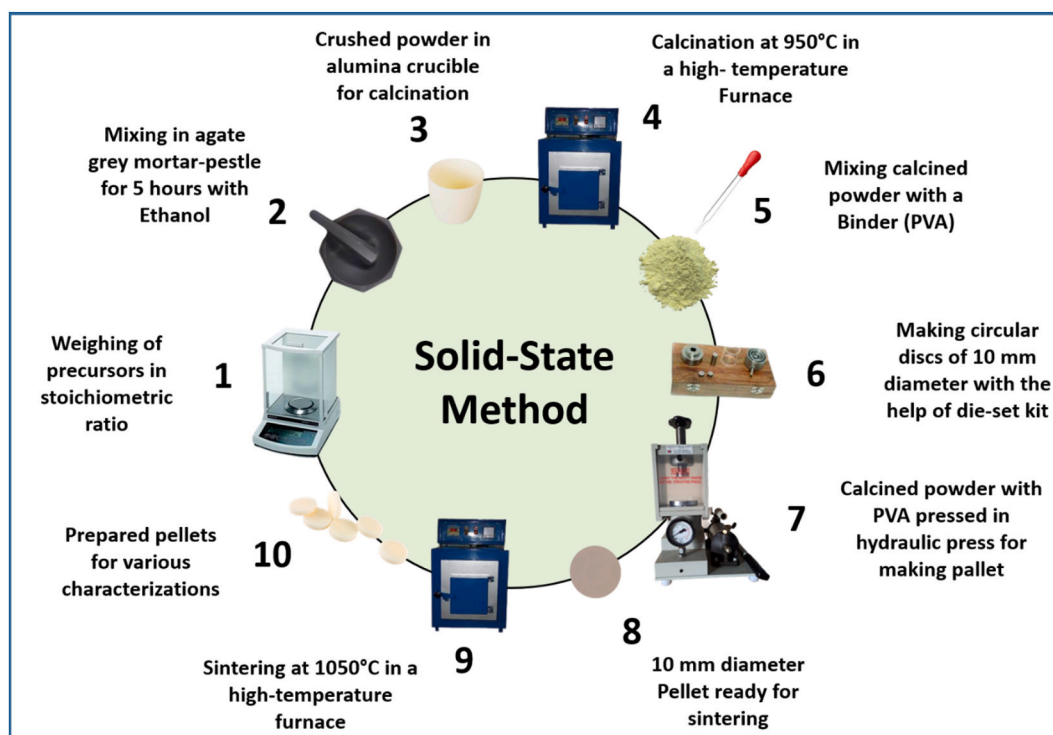 Solid-State
Method
1
Weighing of
precursors in
stoichiometric
ratio
2
Mixing in agate
grey mortar-pestle
for 5 hours with
Ethanol
3
Crushed powder in
alumina crucible
for calcination
4
Calcination at 950°C in
a high- temperature
Furnace
5
Mixing calcined
powder with a
Binder (PVA)
6
Making circular
discs of 10 mm
diameter with the
help of die-set kit
7
Calcined powder with
PVA pressed in
hydraulic press for
making pallet
8
10 mm diameter
Pellet ready for
sintering
9
Sintering at 1050°C in a
high-temperature
furnace
10
Prepared pellets
for various
characterizations